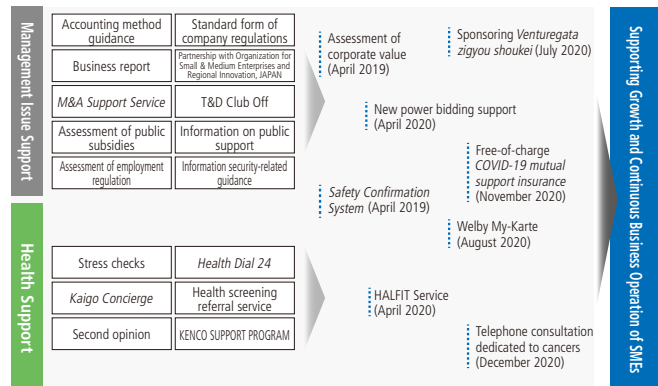 Management Issue Support
Accounting method
guidance
Standard form of
company regulations
Business report
Partnership with Organization for
Small & Medium Enterprises and
Regional Innovation, JAPAN
M&A Support Service
T&D Club Off
Assessment of public
subsidies
Information on public
support
Assessment of employment
regulation
Information security-related
guidance
Health Support
Stress checks
Health Dial 24
Kaigo Concierge
Health screening
referral service
Second opinion
KENCO SUPPORT PROGRAM
Assessment of
corporate value
(April 2019)
Sponsoring Venturegata
zigyou shoukei (July 2020)
New power bidding support
(April 2020)
Free-of-charge
COVID-19 mutual
support insurance
(November 2020)
Safety Confirmation
System (April 2019)
Welby My-Karte
(August 2020)
HALFIT Service
(April 2020)
Telephone consultation
dedicated to cancers
(December 2020)
Supporting Growth and Continuous Business Operation of SMEs